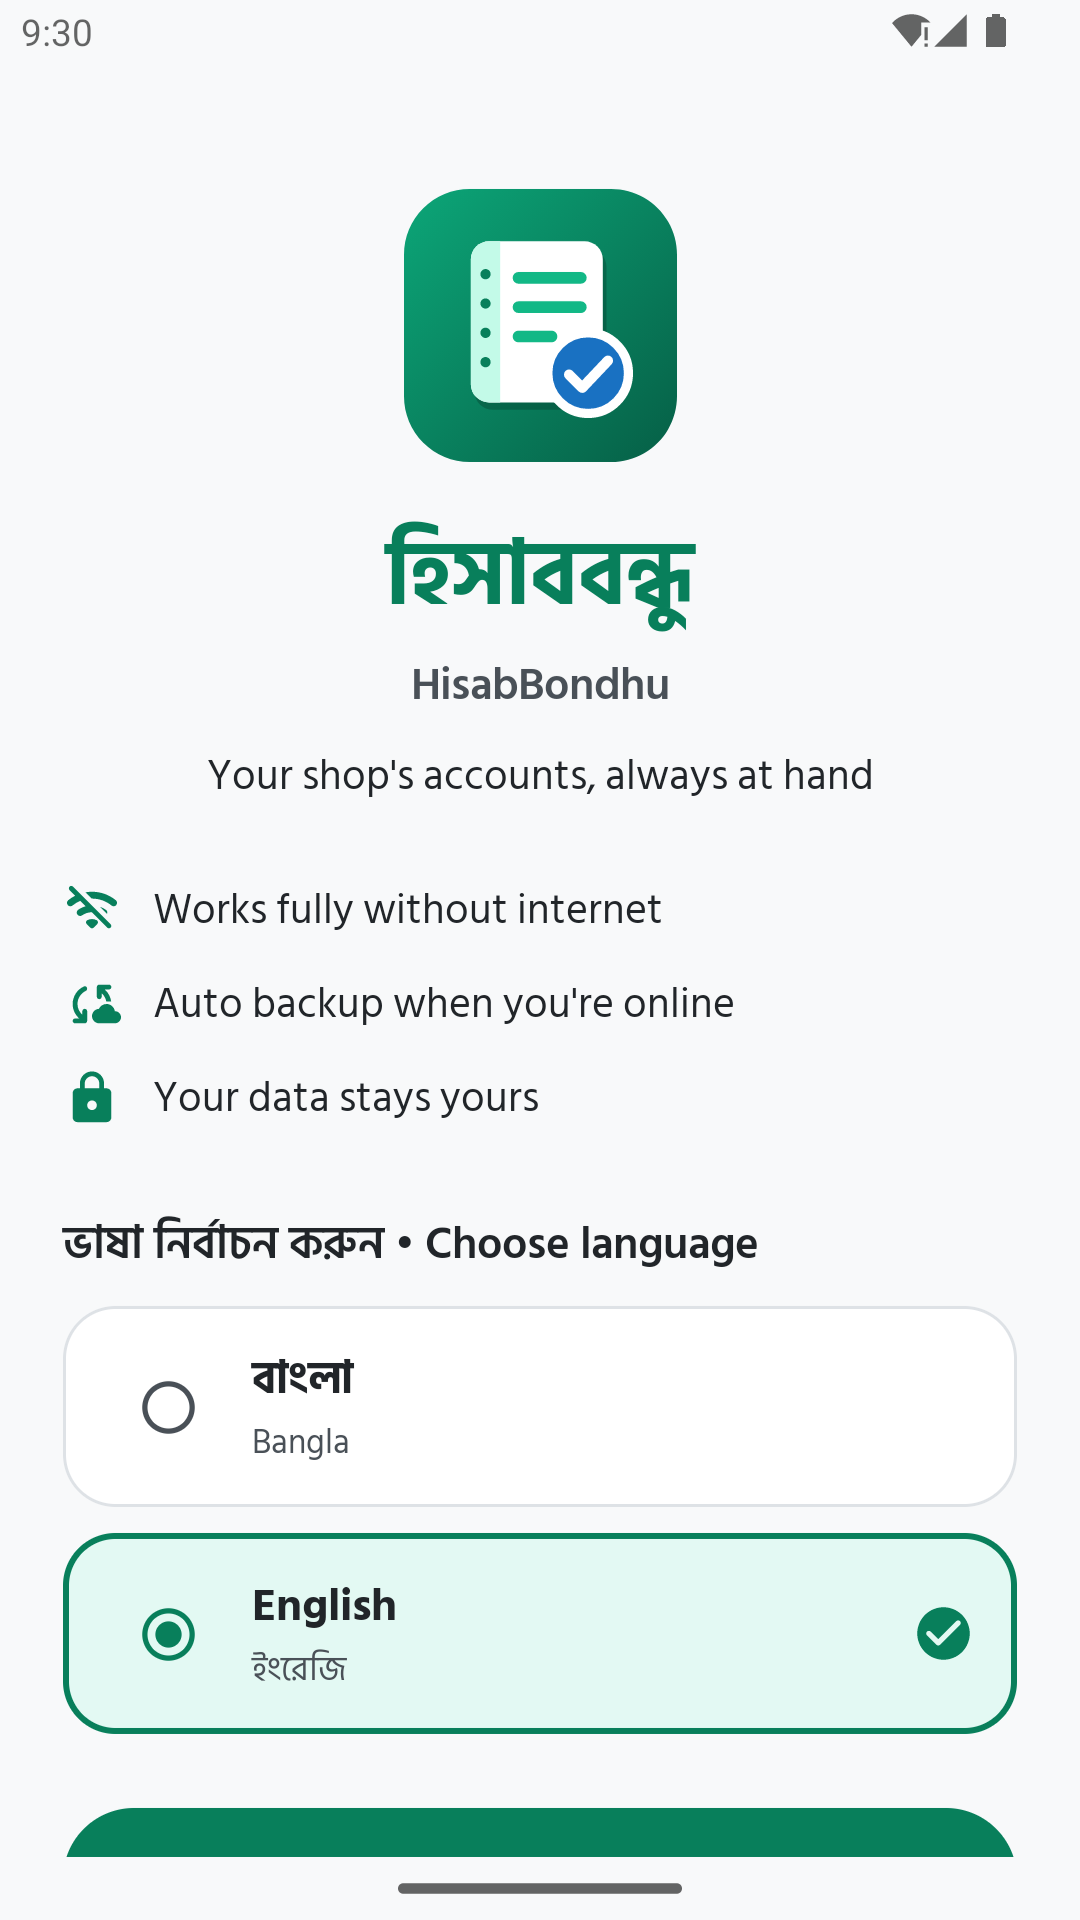 9:30
হিসাববন্ধু
HisabBondhu
Your shop's accounts, always at hand
Works fully without internet
Auto backup when you're online
Your data stays yours
ভাষা নির্বাচন করুন • Choose language
বাংলা
Bangla
English
ইংরেজি